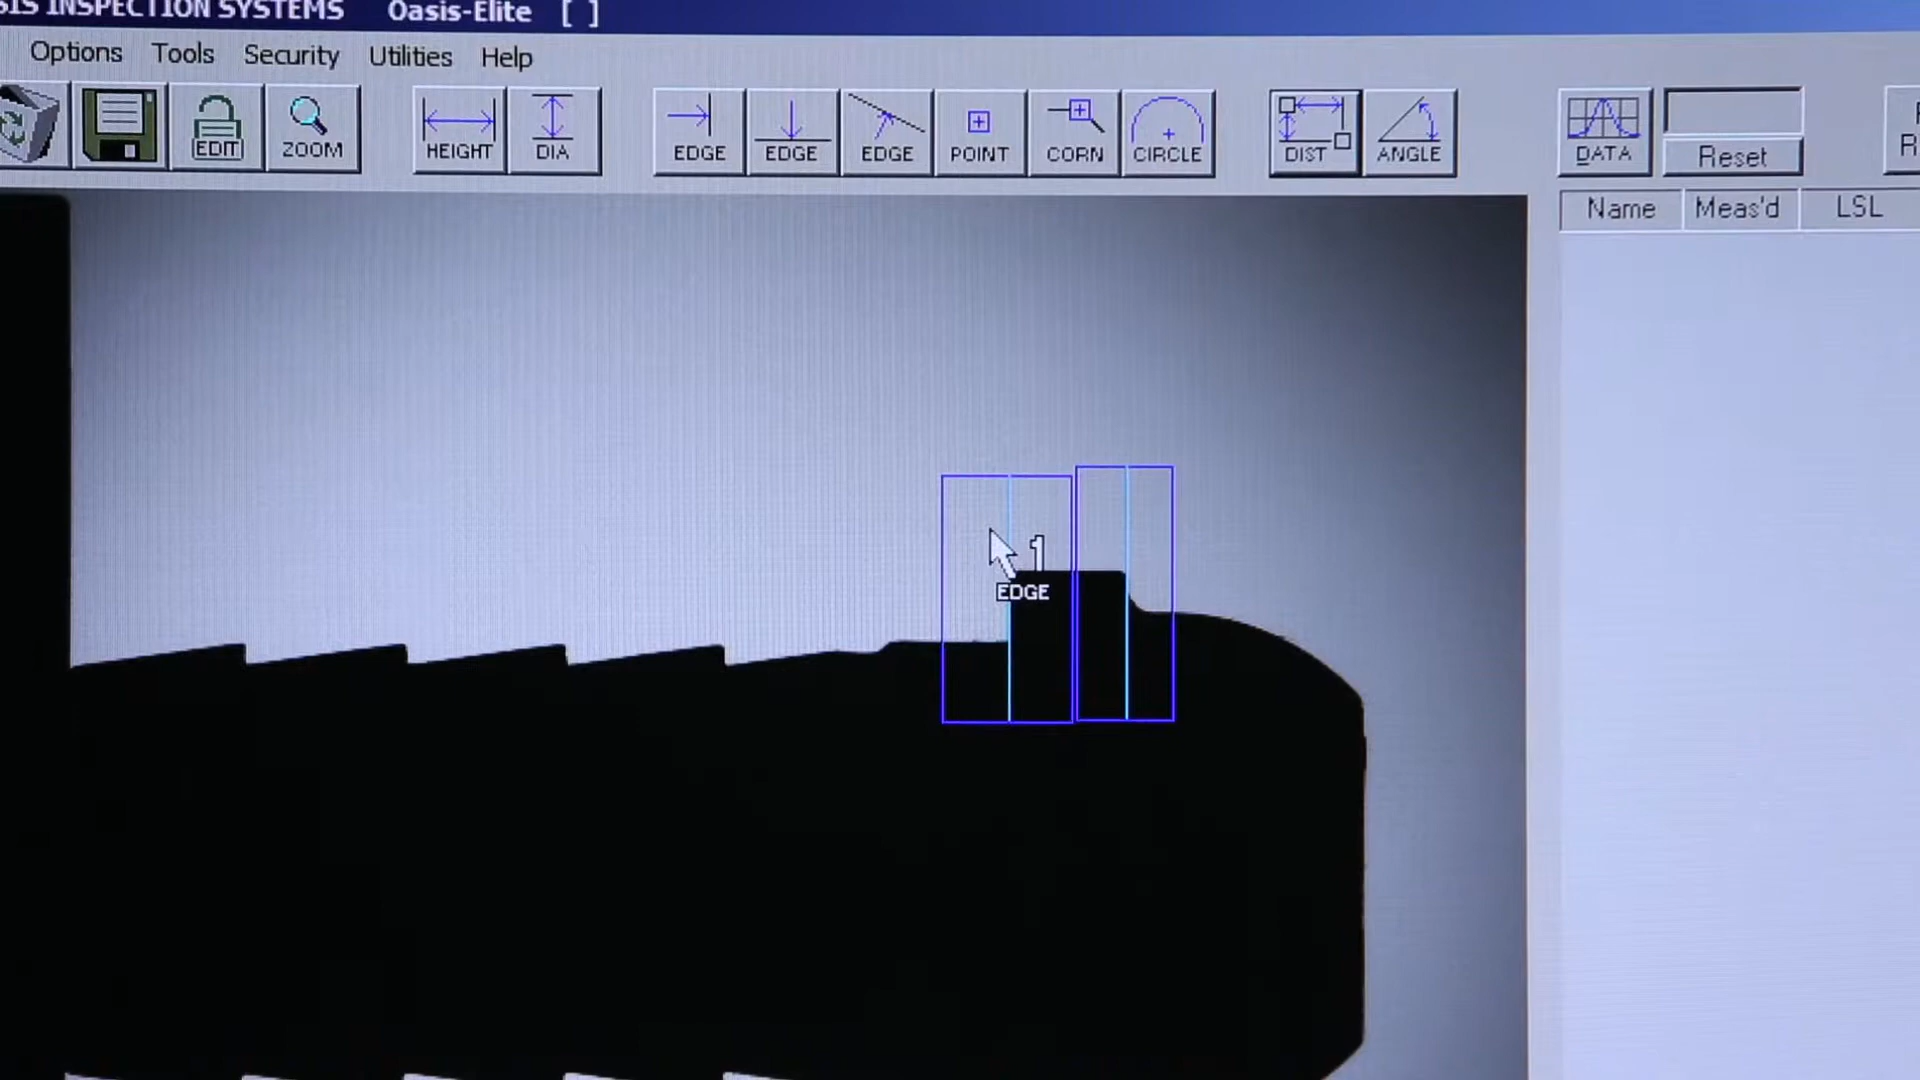 SIS INSPECTION SYSTEMS Oasis-Elite [ ]
Options Tools Security Utilities Help
EDIT ZOOM HEIGHT DIA EDGE EDGE EDGE POINT CORN CIRCLE DIST ANGLE DATA Reset
Name Meas'd LSL
1
EDGE